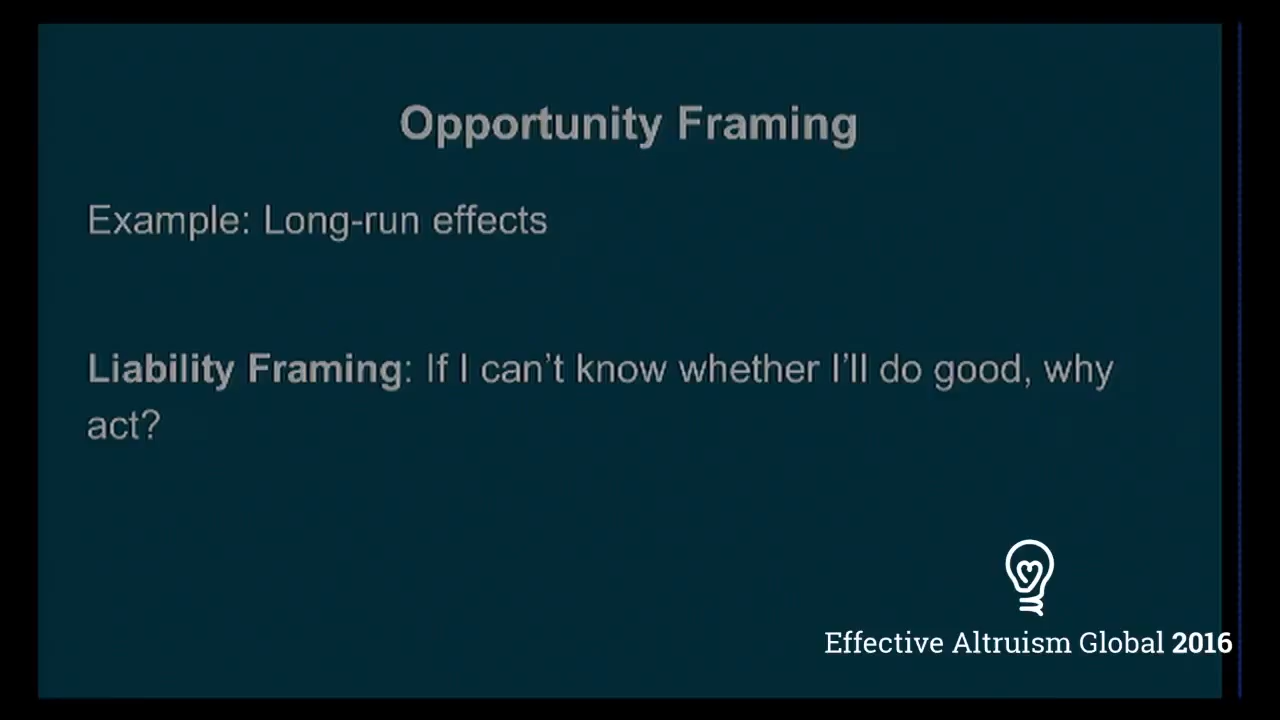 Opportunity Framing
Example: Long-run effects
Liability Framing: If I can’t know whether I’ll do good, why
act?
Effective Altruism Global 2016